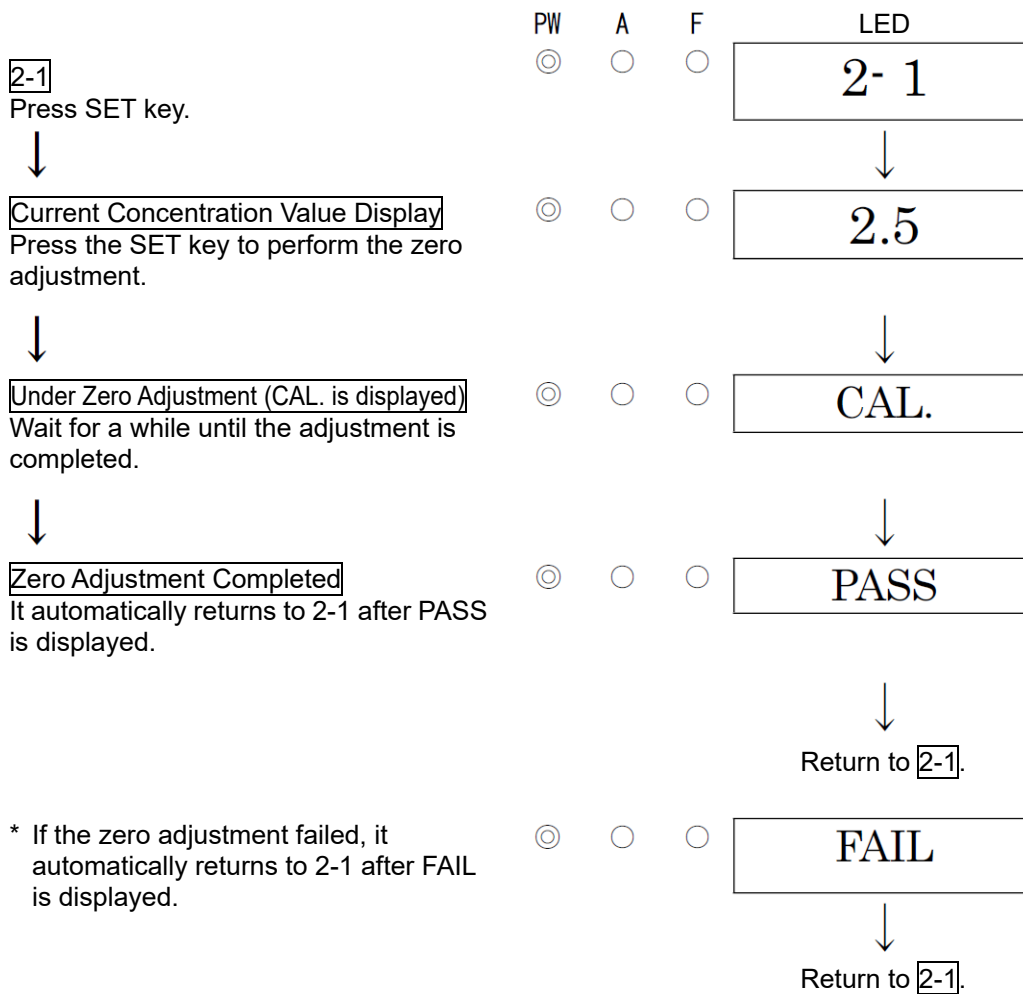 PW A F LED
2-1
Press SET key.
2- 1
Current Concentration Value Display
Press the SET key to perform the zero
adjustment.
2.5
Under Zero Adjustment (CAL. is displayed)
Wait for a while until the adjustment is
completed.
CAL.
Zero Adjustment Completed
It automatically returns to 2-1 after PASS
is displayed.
PASS
Return to 2-1.
* If the zero adjustment failed, it
automatically returns to 2-1 after FAIL
is displayed.
FAIL
Return to 2-1.